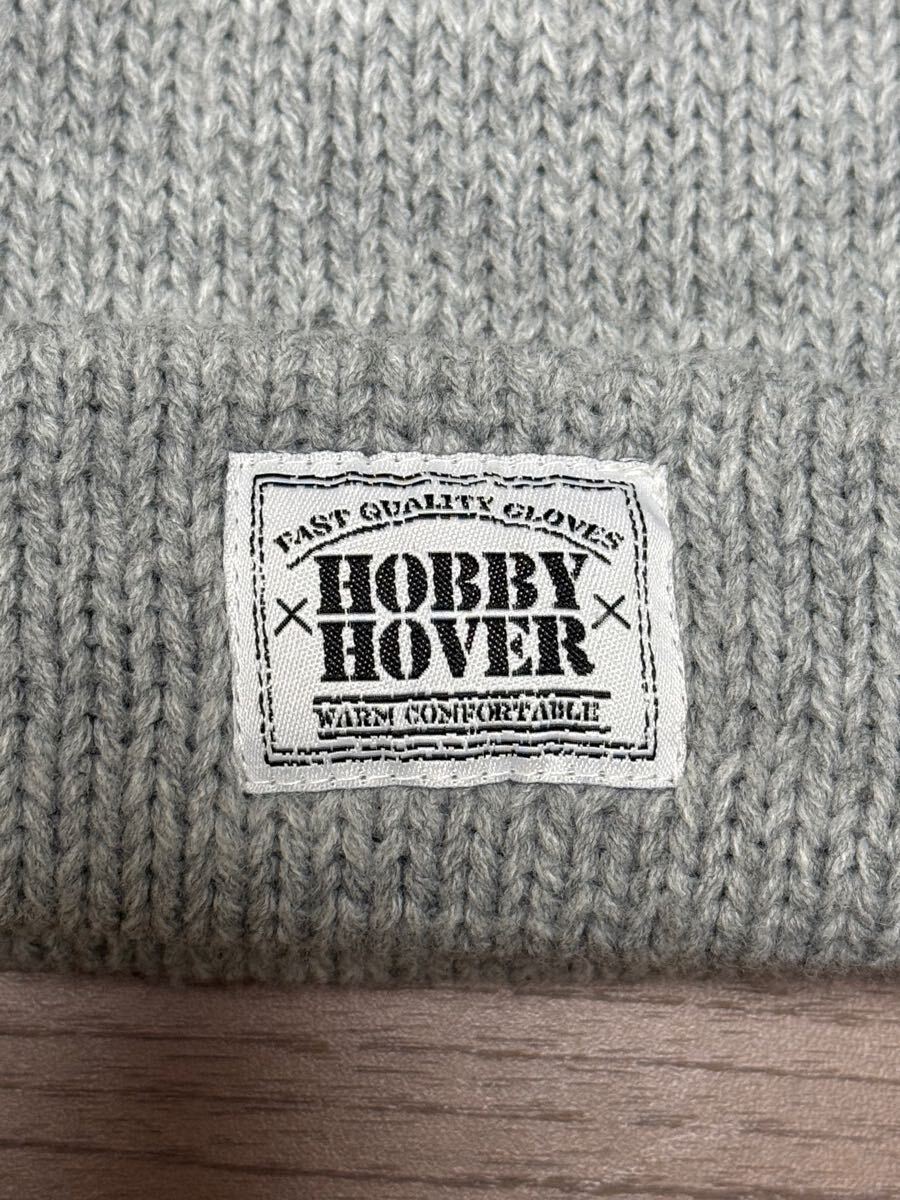 FAST QUALITY GLOVES
× HOBBY ×
HOVER
WARM COMFORTABLE